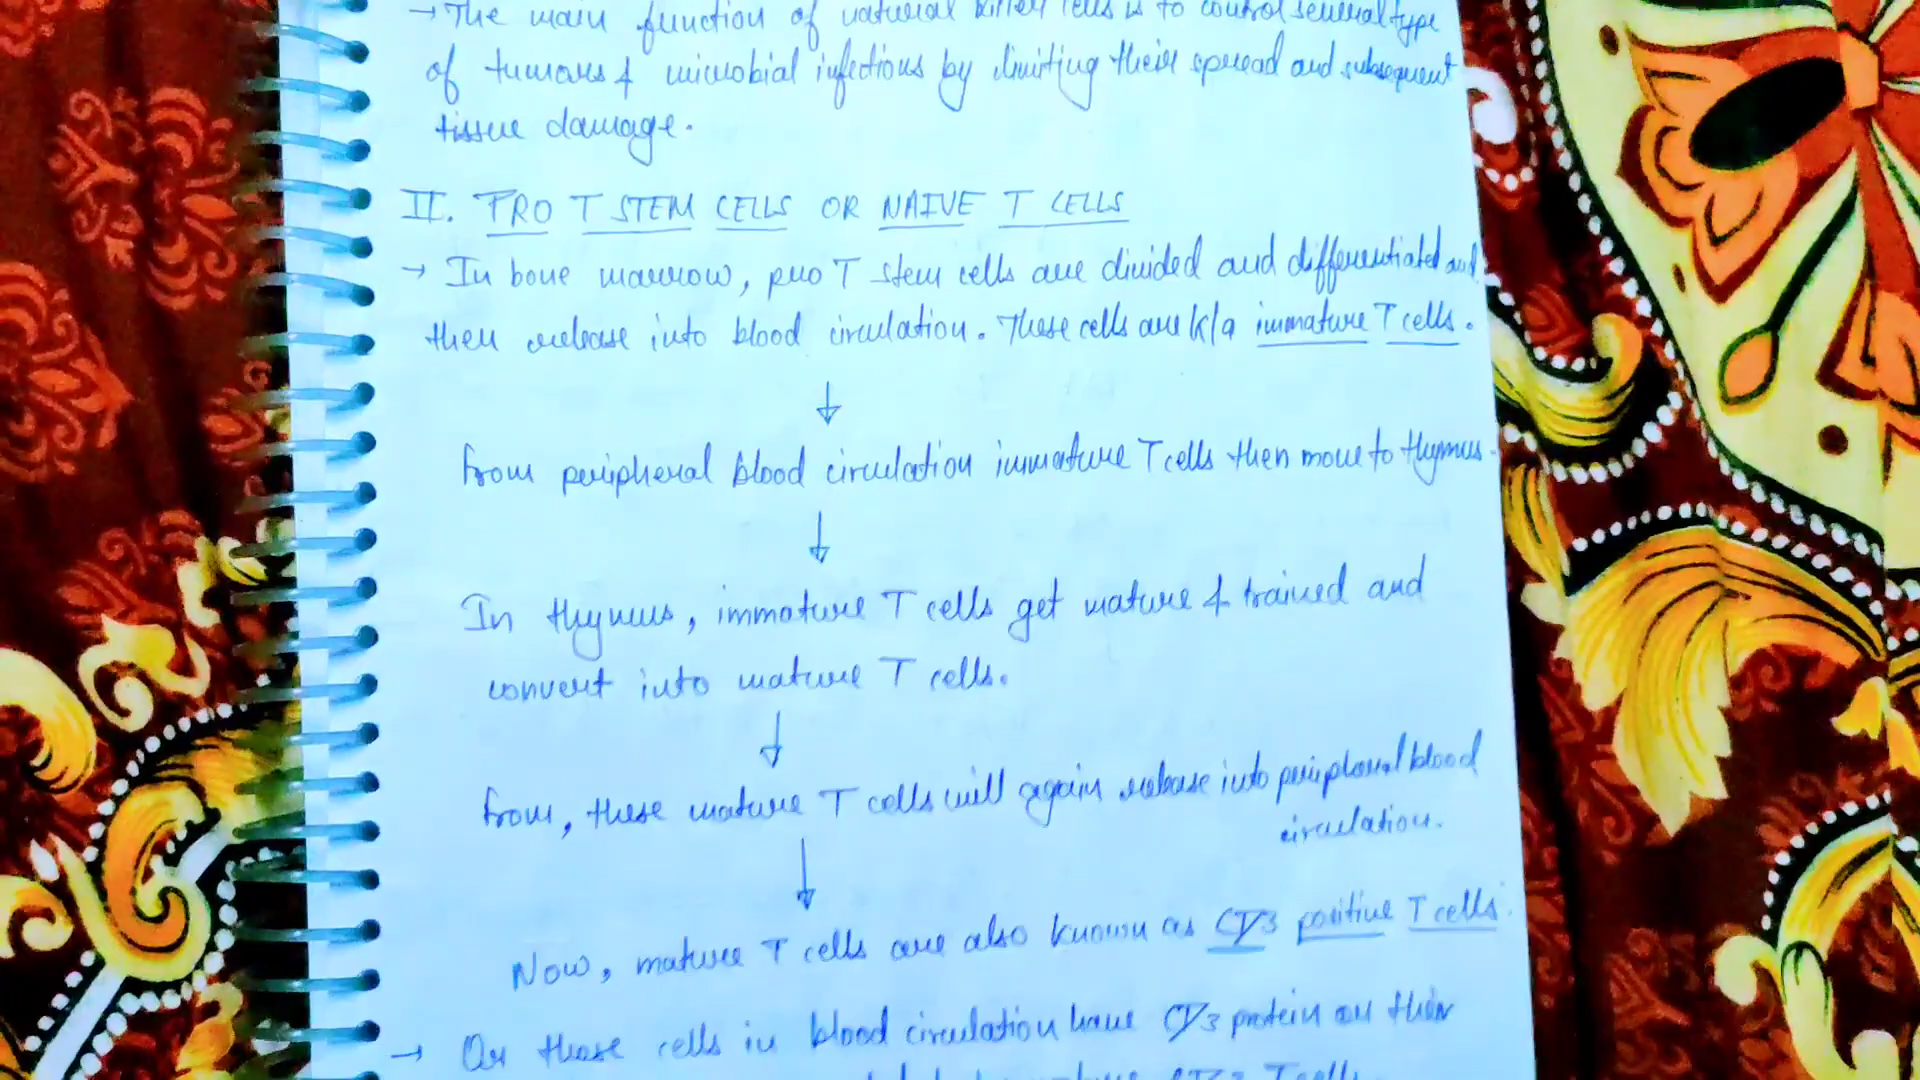 → The main function of natural killer cells is to control several type
of tumors & microbial infections by limiting their spread and subsequent
tissue damage.
II. PRO T STEM CELLS OR NAIVE T CELLS
→ In bone marrow, pro T stem cells are divided and differentiated and
then release into blood circulation. These cells are k/a immature T cells.
↓
from peripheral blood circulation immature T cells then move to thymus.
↓
In thymus, immature T cells get mature & trained and
convert into mature T cells.
↓
from, these mature T cells will again release into peripheral blood
circulation.
↓
Now, mature T cells are also known as CD3 positive T cells.
→ As these cells in blood circulation have CD3 protein on their
mature CD3 T cells.